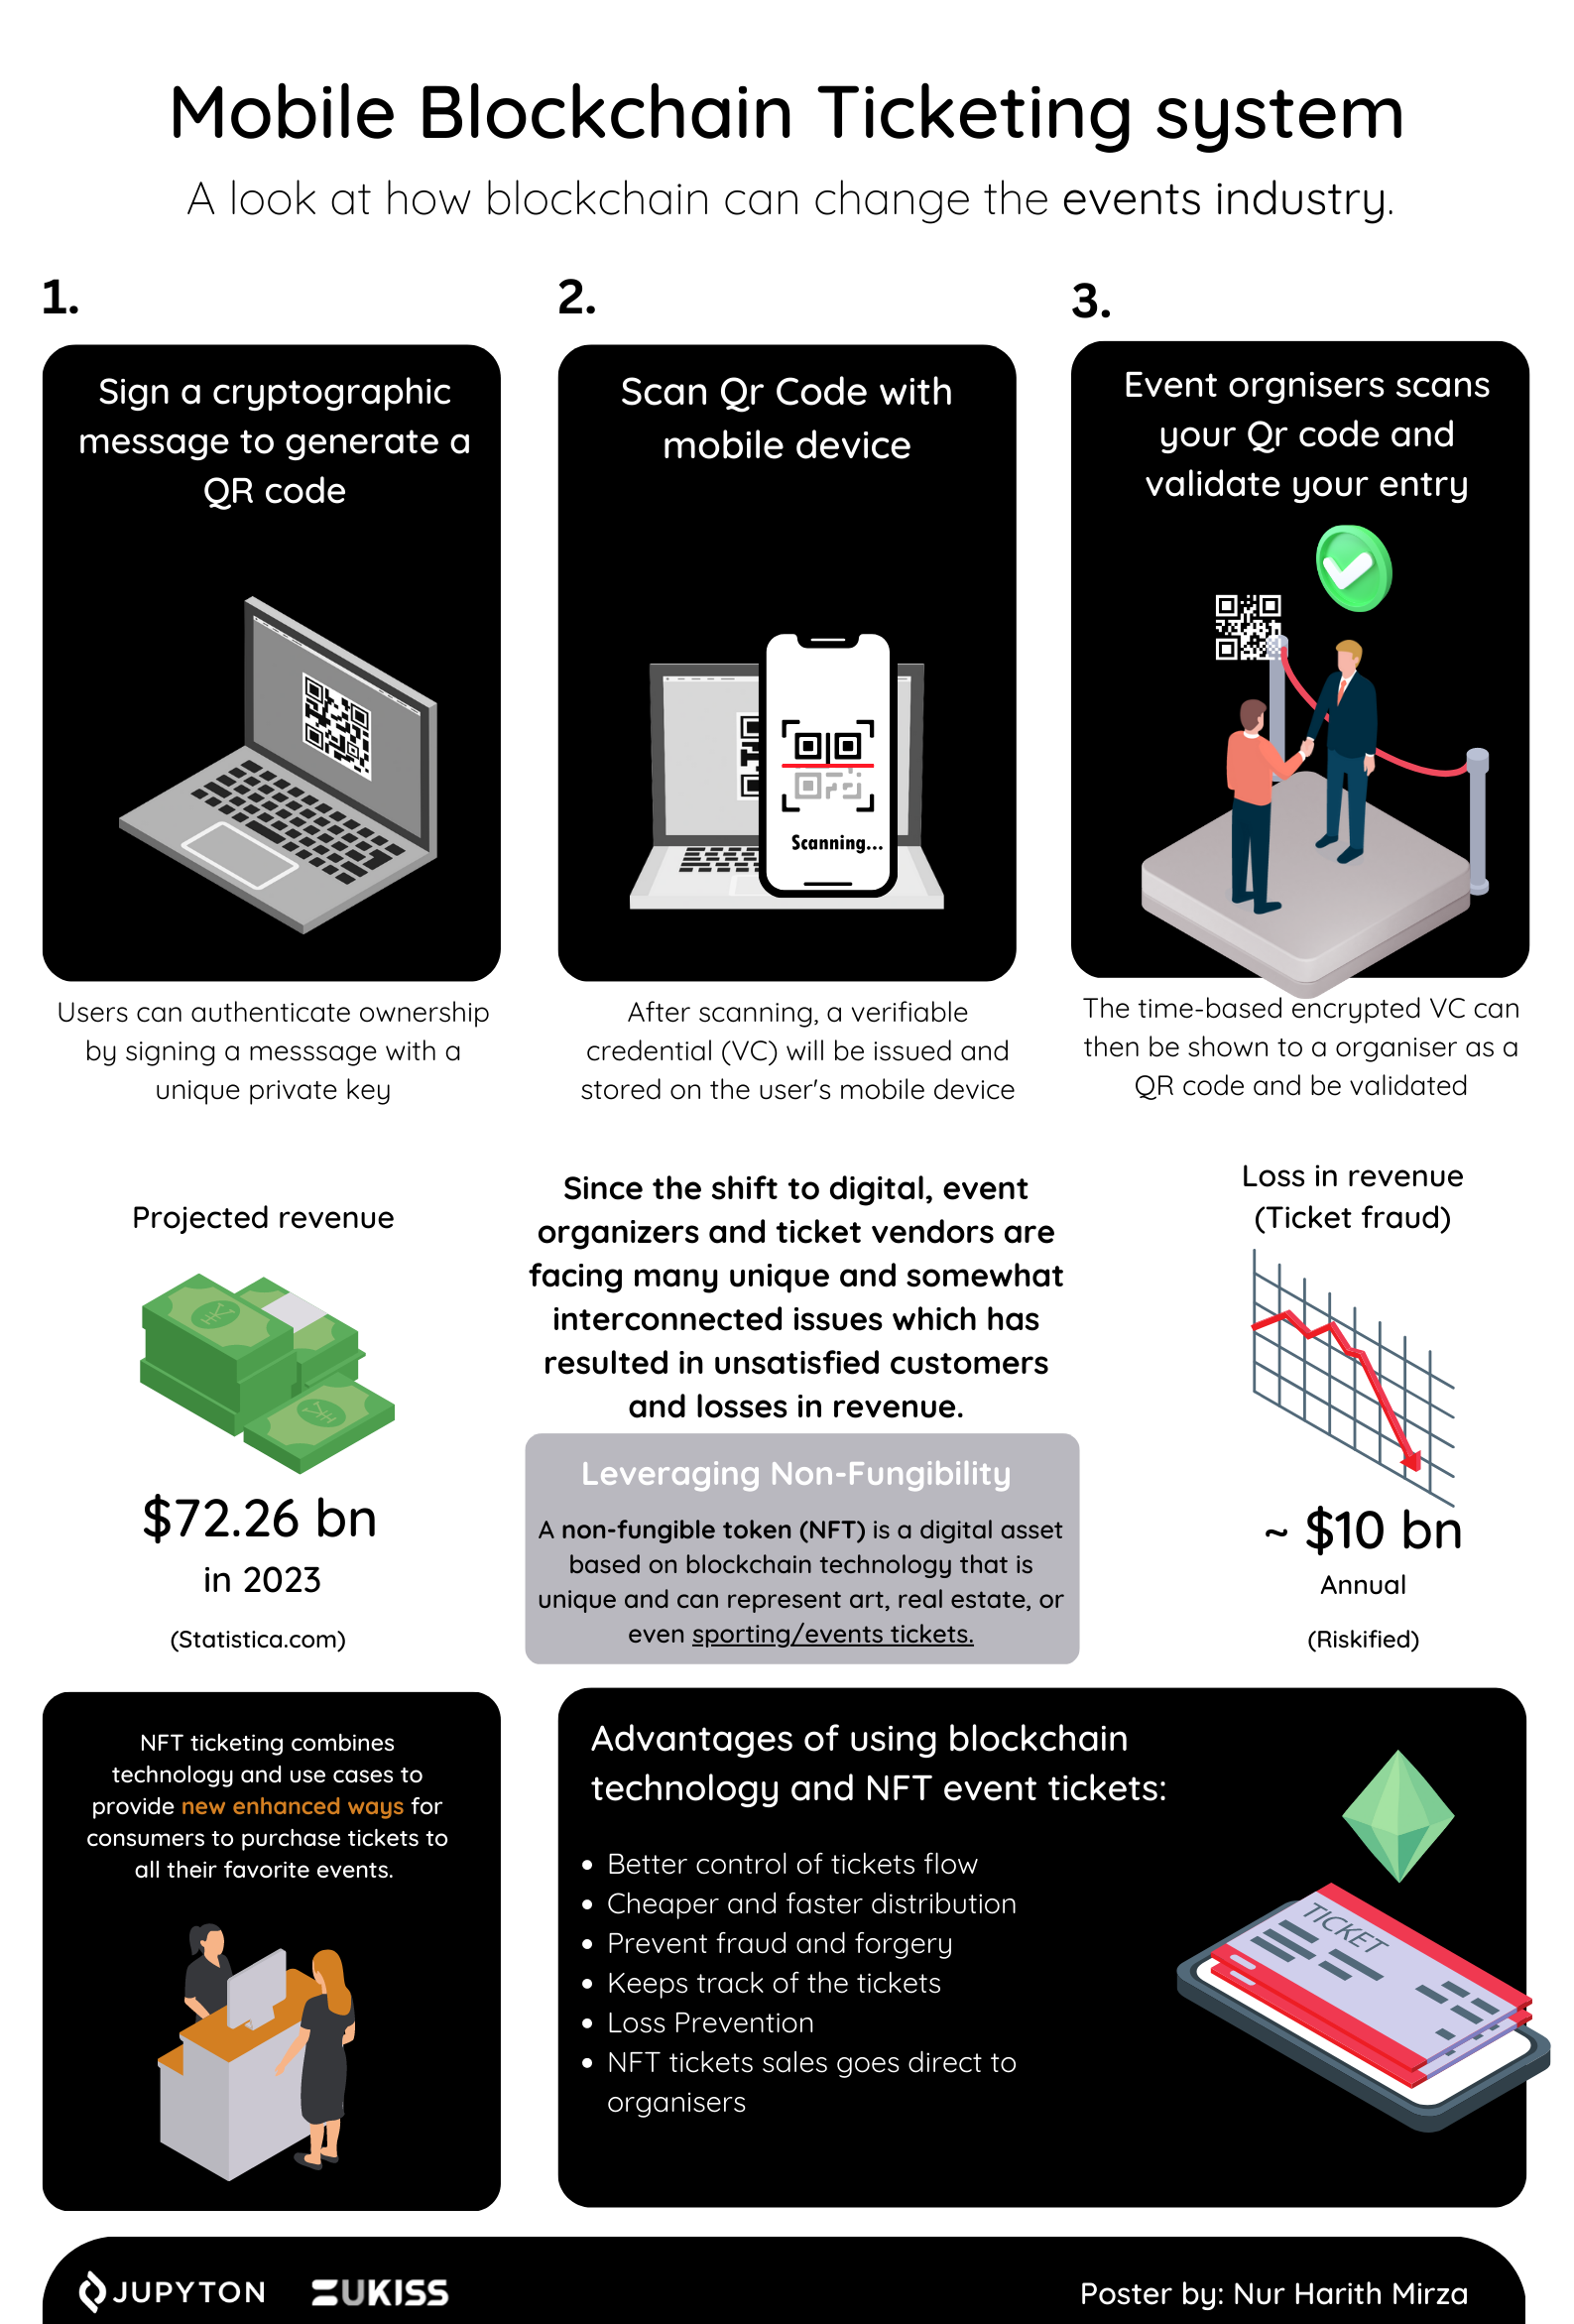 Mobile Blockchain Ticketing system
A look at how blockchain can change the events industry.
1.
Sign a cryptographic
message to generate a
QR code
Users can authenticate ownership
by signing a messsage with a
unique private key
2.
Scan Qr Code with
mobile device
Scanning...
After scanning, a verifiable
credential (VC) will be issued and
stored on the user's mobile device
3.
Event orgnisers scans
your Qr code and
validate your entry
The time-based encrypted VC can
then be shown to a organiser as a
QR code and be validated
Projected revenue
$72.26 bn
in 2023
(Statistica.com)
Since the shift to digital, event
organizers and ticket vendors are
facing many unique and somewhat
interconnected issues which has
resulted in unsatisfied customers
and losses in revenue.
Leveraging Non-Fungibility
A non-fungible token (NFT) is a digital asset
based on blockchain technology that is
unique and can represent art, real estate, or
even sporting/events tickets.
Loss in revenue
(Ticket fraud)
~ $10 bn
Annual
(Riskified)
NFT ticketing combines
technology and use cases to
provide new enhanced ways for
consumers to purchase tickets to
all their favorite events.
Advantages of using blockchain
technology and NFT event tickets:
• Better control of tickets flow
• Cheaper and faster distribution
• Prevent fraud and forgery
• Keeps track of the tickets
• Loss Prevention
• NFT tickets sales goes direct to
organisers
TICKET
JUPYTON
ZUKISS
Poster by: Nur Harith Mirza